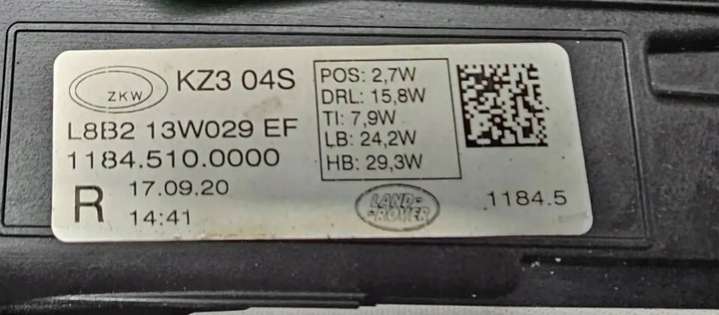 ZKW
KZ3 04S
L8B2 13W029 EF
1184.510.0000
R
17.09.20
14:41
POS: 2,7W
DRL: 15,8W
TI: 7,9W
LB: 24,2W
HB: 29,3W
LAND-
ROVER
1184.5